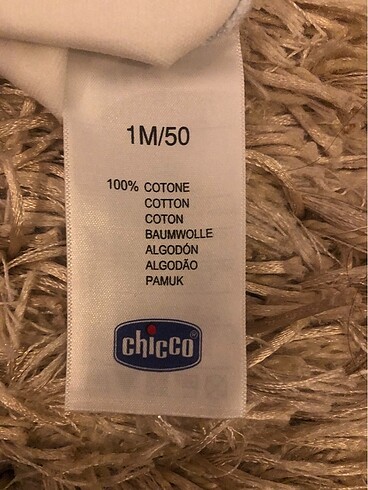 1M/50
100% COTONE
COTTON
COTON
BAUMWOLLE
ALGODÓN
ALGODÃO
PAMUK
chicco®